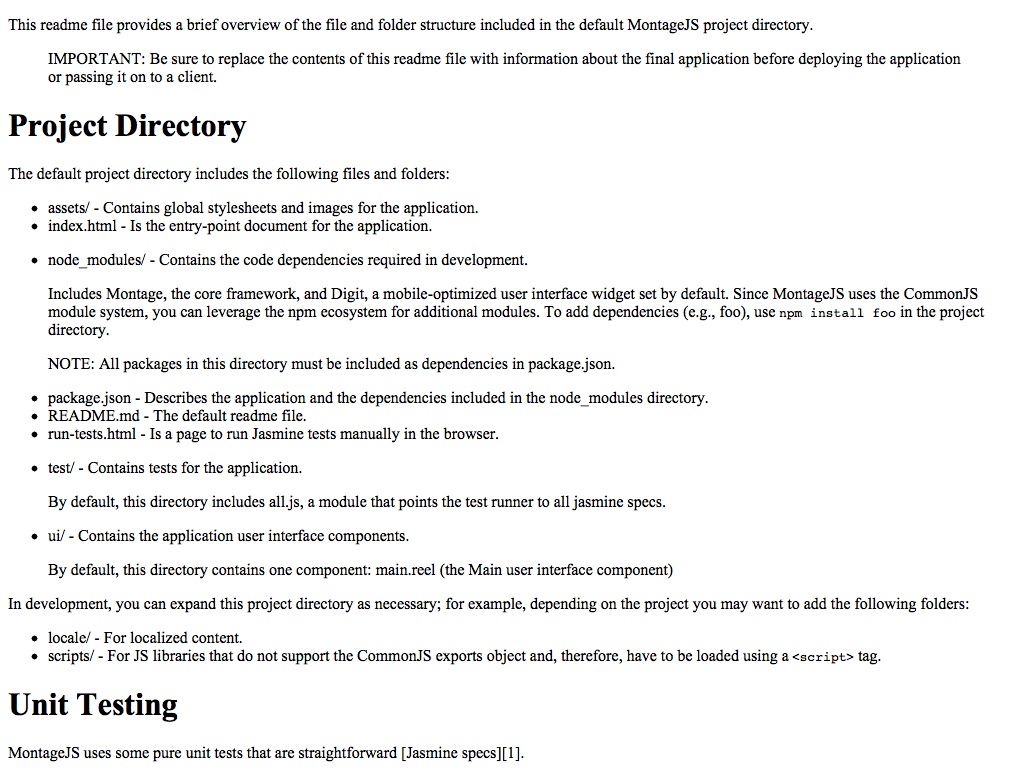 This readme file provides a brief overview of the file and folder structure included in the default MontageJS project directory.
IMPORTANT: Be sure to replace the contents of this readme file with information about the final application before deploying the application
or passing it on to a client.
Project Directory
The default project directory includes the following files and folders:
• assets/ - Contains global stylesheets and images for the application.
• index.html - Is the entry-point document for the application.
• node_modules/ - Contains the code dependencies required in development.
Includes Montage, the core framework, and Digit, a mobile-optimized user interface widget set by default. Since MontageJS uses the CommonJS
module system, you can leverage the npm ecosystem for additional modules. To add dependencies (e.g., foo), use npm install foo in the project
directory.
NOTE: All packages in this directory must be included as dependencies in package.json.
• package.json - Describes the application and the dependencies included in the node_modules directory.
• README.md - The default readme file.
• run-tests.html - Is a page to run Jasmine tests manually in the browser.
• test/ - Contains tests for the application.
By default, this directory includes all.js, a module that points the test runner to all jasmine specs.
• ui/ - Contains the application user interface components.
By default, this directory contains one component: main.reel (the Main user interface component)
In development, you can expand this project directory as necessary; for example, depending on the project you may want to add the following folders:
• locale/ - For localized content.
• scripts/ - For JS libraries that do not support the CommonJS exports object and, therefore, have to be loaded using a <script> tag.
Unit Testing
MontageJS uses some pure unit tests that are straightforward [Jasmine specs][1].